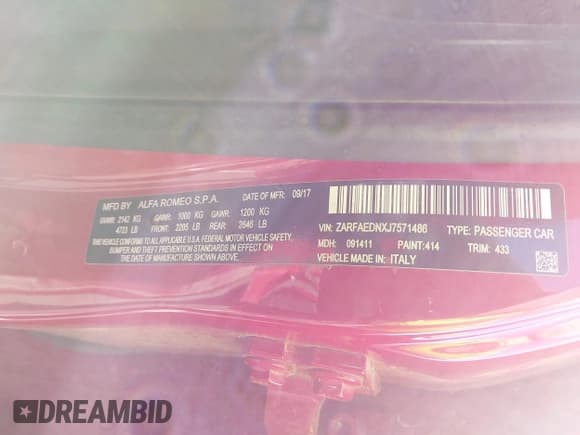 MFD BY ALFA ROMEO S.P.A. DATE OF MFR: 09/17
GVWR: 2142 KG GAWR: 1000 KG GAWR: 1200 KG
4723 LB FRONT: 2205 LB REAR: 2646 LB
THIS VEHICLE CONFORMS TO ALL APPLICABLE U.S.A. FEDERAL MOTOR VEHICLE SAFETY,
BUMPER AND THEFT PREVENTION STANDARDS IN EFFECT ON
THE DATE OF MANUFACTURE SHOWN ABOVE.
VIN: ZARFAEDNXJ7571486 TYPE: PASSENGER CAR
MDH: 091411 PAINT: 414 TRIM: 433
VEHICLE MADE IN: ITALY
DREAMBID